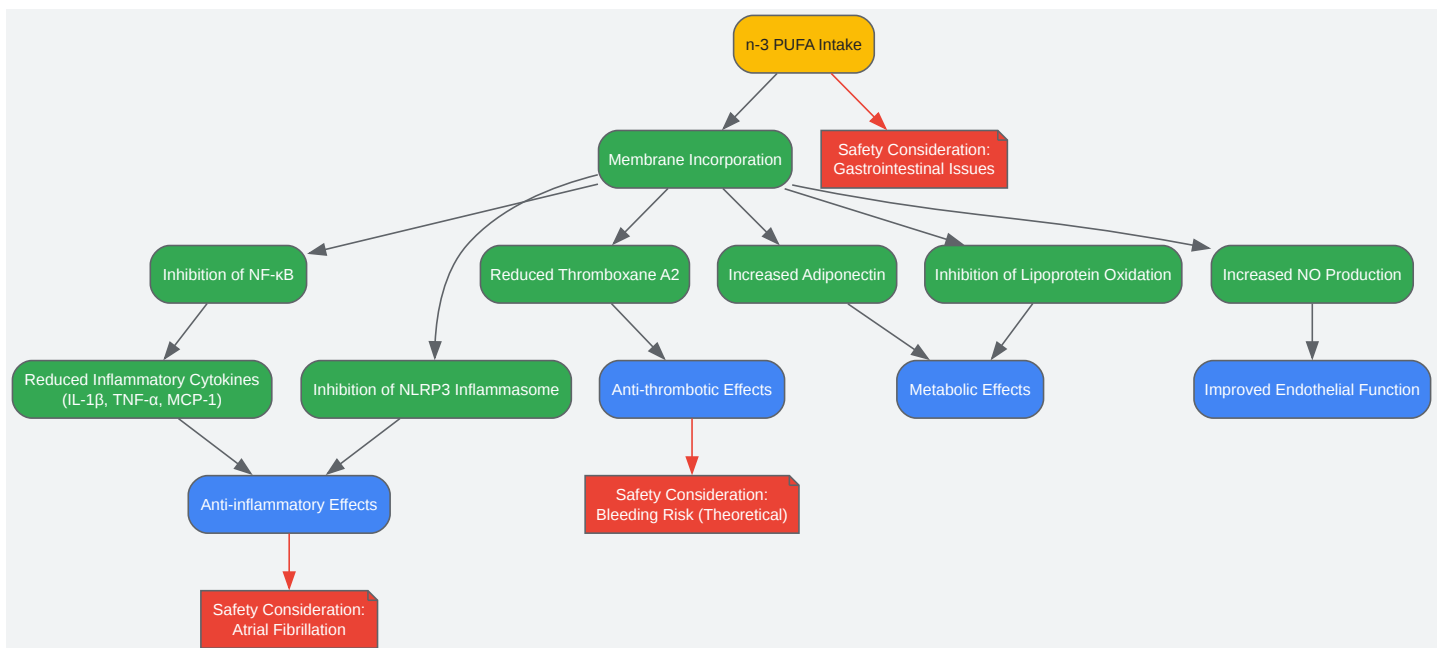 n-3 PUFA Intake
Membrane Incorporation
Safety Consideration:
Gastrointestinal Issues
Inhibition of NF-κB
Reduced Thromboxane A2
Increased Adiponectin
Inhibition of Lipoprotein Oxidation
Increased NO Production
Reduced Inflammatory Cytokines
(IL-1β, TNF-α, MCP-1)
Inhibition of NLRP3 Inflammasome
Anti-thrombotic Effects
Metabolic Effects
Improved Endothelial Function
Anti-inflammatory Effects
Safety Consideration:
Bleeding Risk (Theoretical)
Safety Consideration:
Atrial Fibrillation